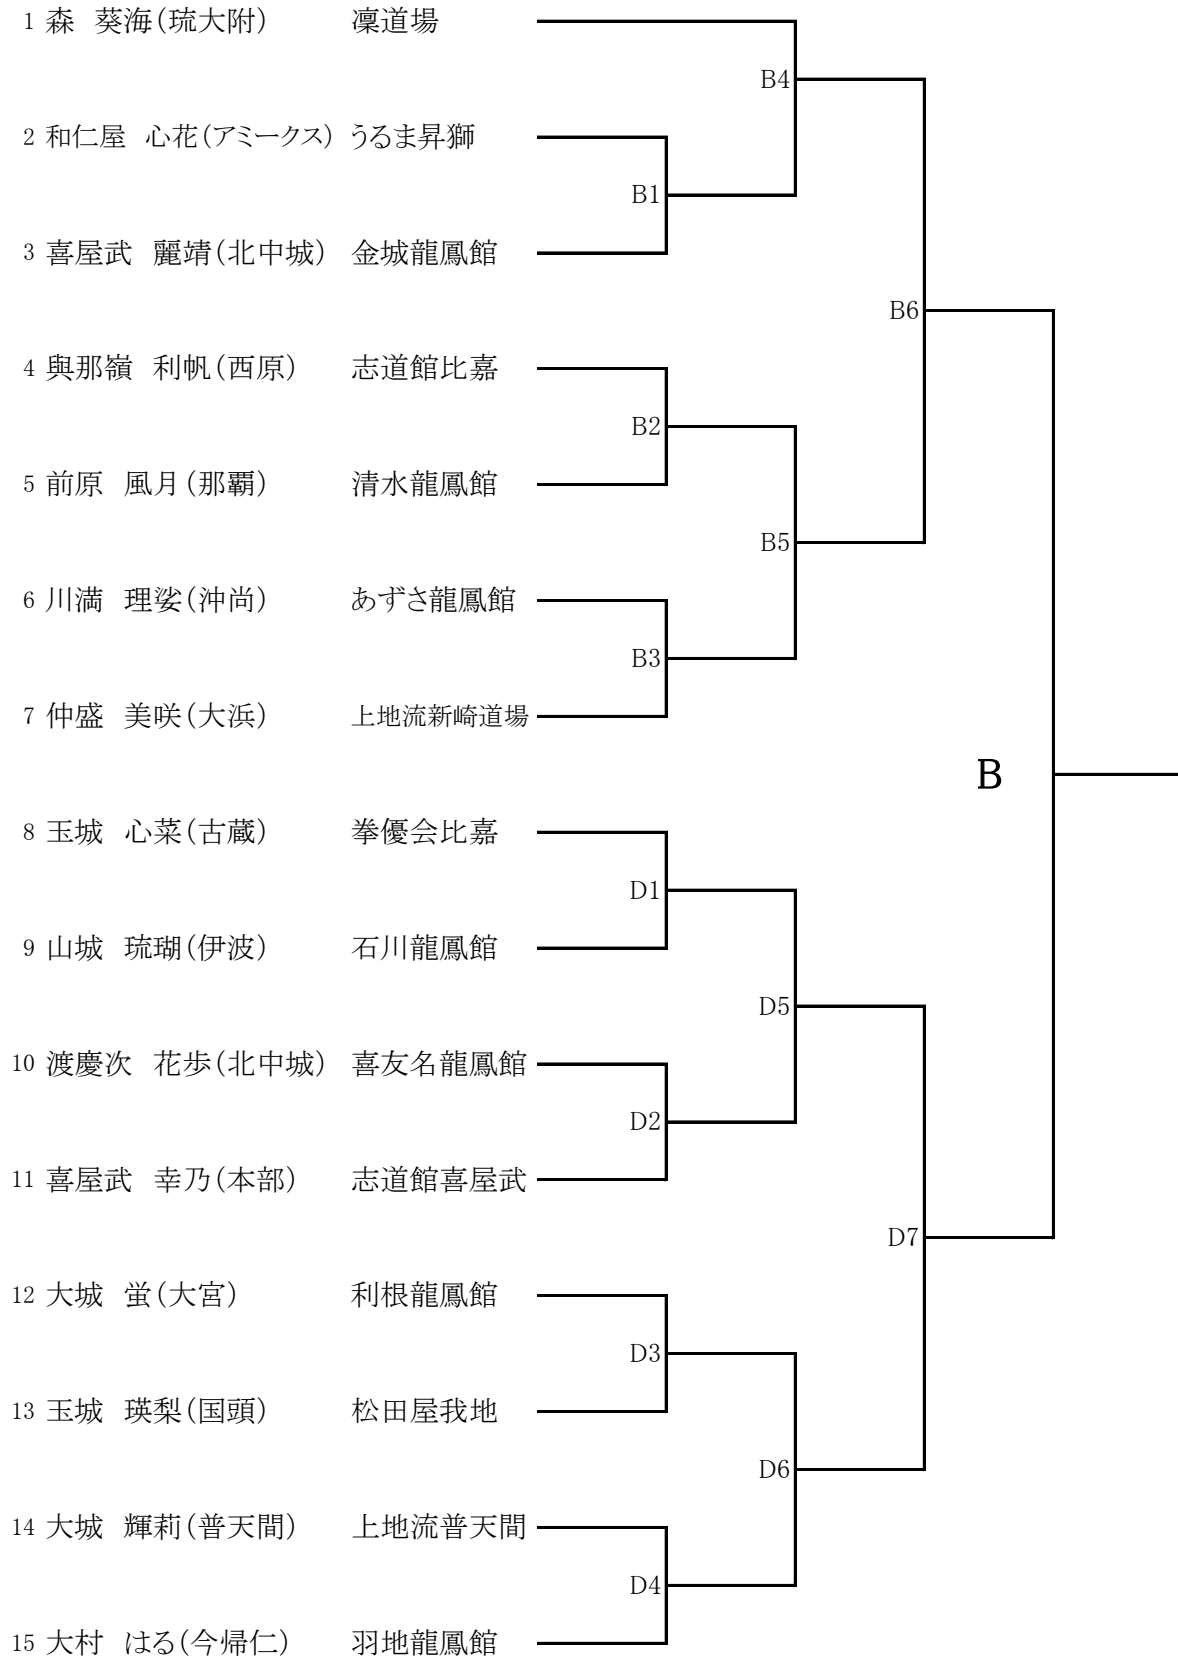 1 森　葵海(琉大附)　凜道場
B4
2 和仁屋　心花(アミークス)　うるま昇獅
B1
3 喜屋武　麗靖(北中城)　金城龍鳳館
B6
4 與那嶺　利帆(西原)　志道館比嘉
B2
5 前原　風月(那覇)　清水龍鳳館
B5
6 川満　理娑(沖尚)　あずさ龍鳳館
B3
7 仲盛　美咲(大浜)　上地流新崎道場
B
8 玉城　心菜(古蔵)　拳優会比嘉
D1
9 山城　琉瑚(伊波)　石川龍鳳館
D5
10 渡慶次　花歩(北中城)　喜友名龍鳳館
D2
11 喜屋武　幸乃(本部)　志道館喜屋武
D7
12 大城　蛍(大宮)　利根龍鳳館
D3
13 玉城　瑛梨(国頭)　松田屋我地
D6
14 大城　輝莉(普天間)　上地流普天間
D4
15 大村　はる(今帰仁)　羽地龍鳳館